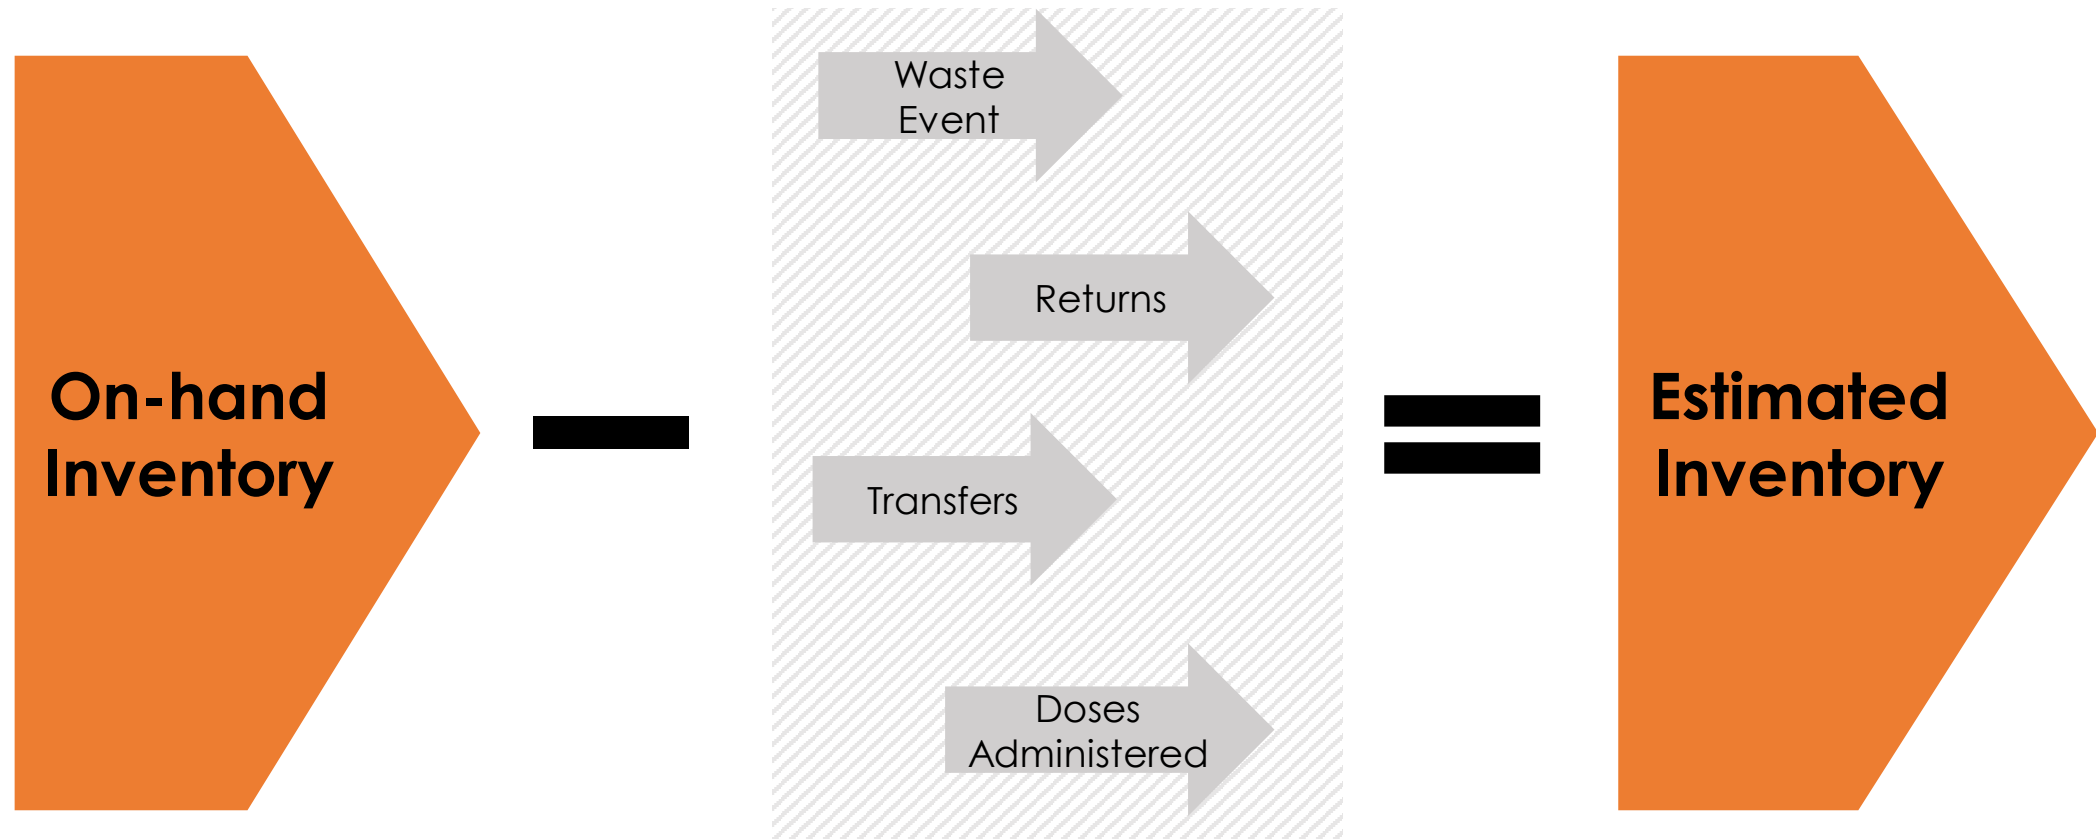 On-hand
Inventory
Waste
Event
Returns
Transfers
Doses
Administered
Estimated
Inventory